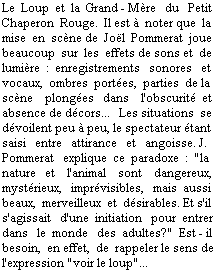 Le Loup et la Grand-Mère du Petit
Chaperon Rouge. Il est à noter que la
mise en scène de Joël Pommerat joue
beaucoup sur les effets de sons et de
lumière : enregistrements sonores et
vocaux, ombres portées, parties de la
scène plongées dans l'obscurité et
absence de décors... Les situations se
dévoilent peu à peu, le spectateur étant
saisi entre attirance et angoisse. J.
Pommerat explique ce paradoxe : "la
nature et l'animal sont dangereux,
mystérieux, imprévisibles, mais aussi
beaux, merveilleux et désirables. Et s'il
s'agissait d'une initiation pour entrer
dans le monde des adultes?" Est-il
besoin, en effet, de rappeler le sens de
l'expression "voir le loup"...